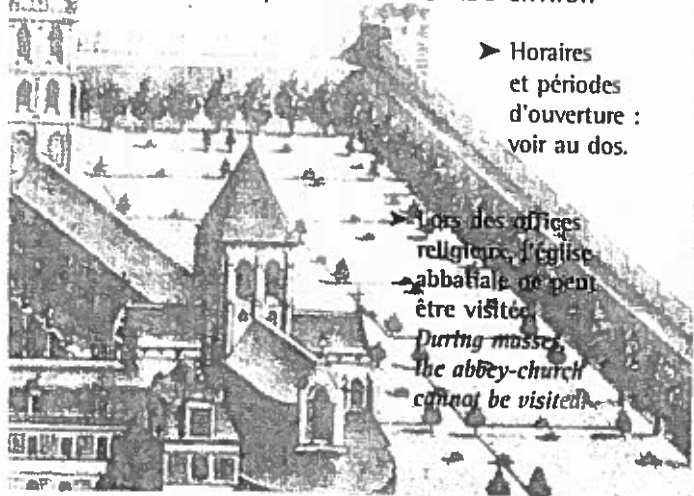 ENVIRON
➤ Horaires
et périodes
d'ouverture :
voir au dos.
➤ Lors des offices
religieux, l'église
abbatiale ne peut
être visitée.
During masses,
the abbey-church
cannot be visited.